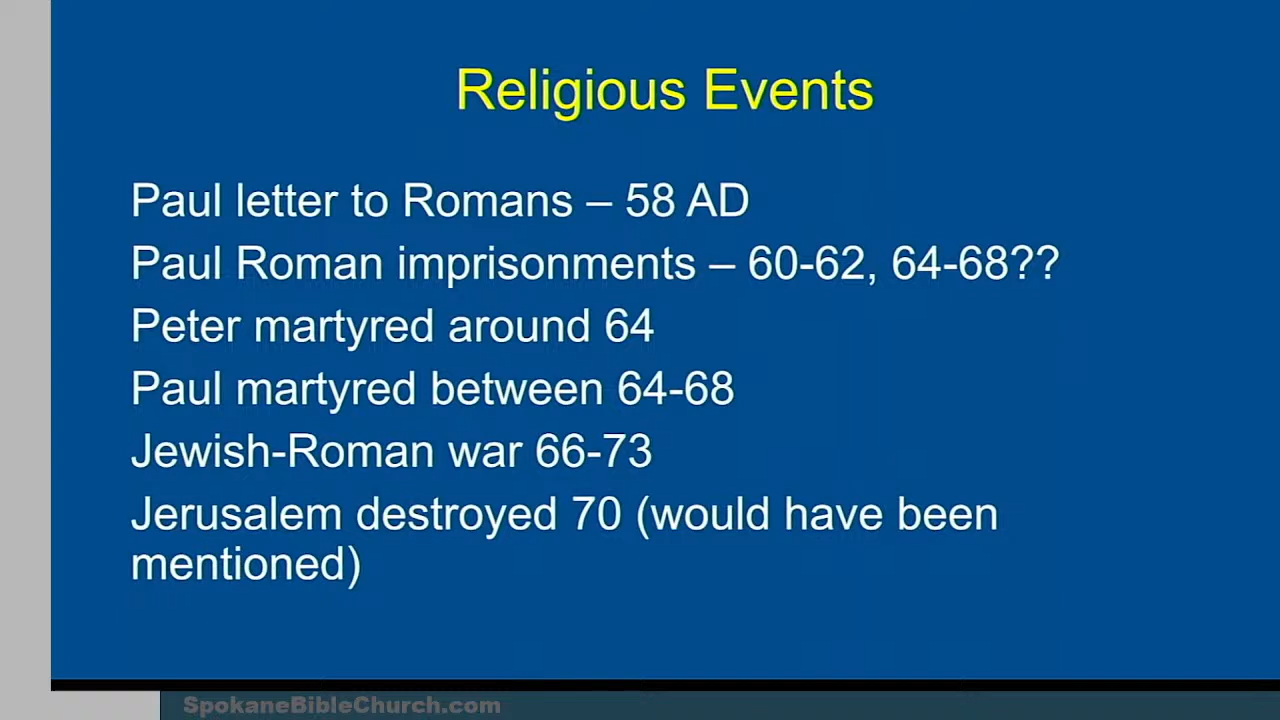 Religious Events
Paul letter to Romans – 58 AD
Paul Roman imprisonments – 60-62, 64-68??
Peter martyred around 64
Paul martyred between 64-68
Jewish-Roman war 66-73
Jerusalem destroyed 70 (would have been
mentioned)
SpokaneBibleChurch.com